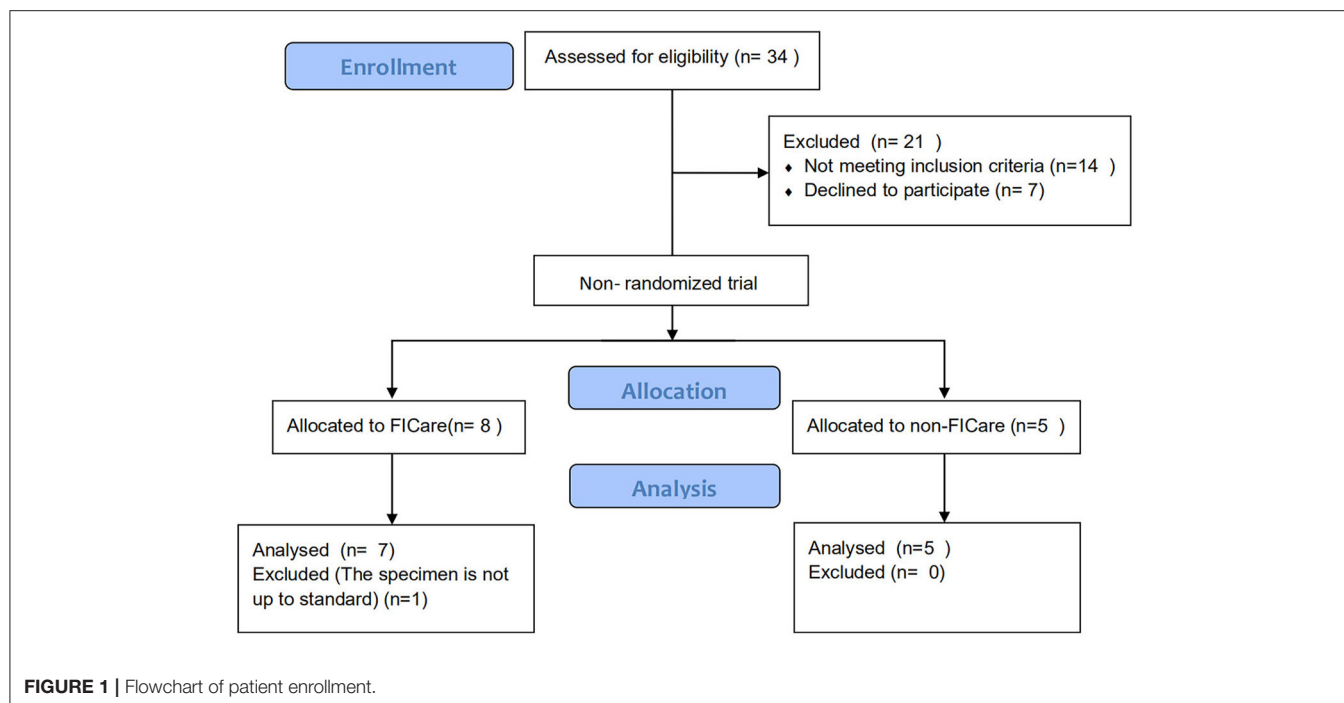 Enrollment
Assessed for eligibility (n= 34 )
Excluded (n= 21 )
♦ Not meeting inclusion criteria (n=14 )
♦ Declined to participate (n= 7)
Non- randomized trial
Allocation
Allocated to FICare(n= 8 )
Allocated to non-FICare (n=5 )
Analysis
Analysed (n= 7)
Excluded (The specimen is not
up to standard) (n=1)
Analysed (n=5 )
Excluded (n= 0)
FIGURE 1 | Flowchart of patient enrollment.